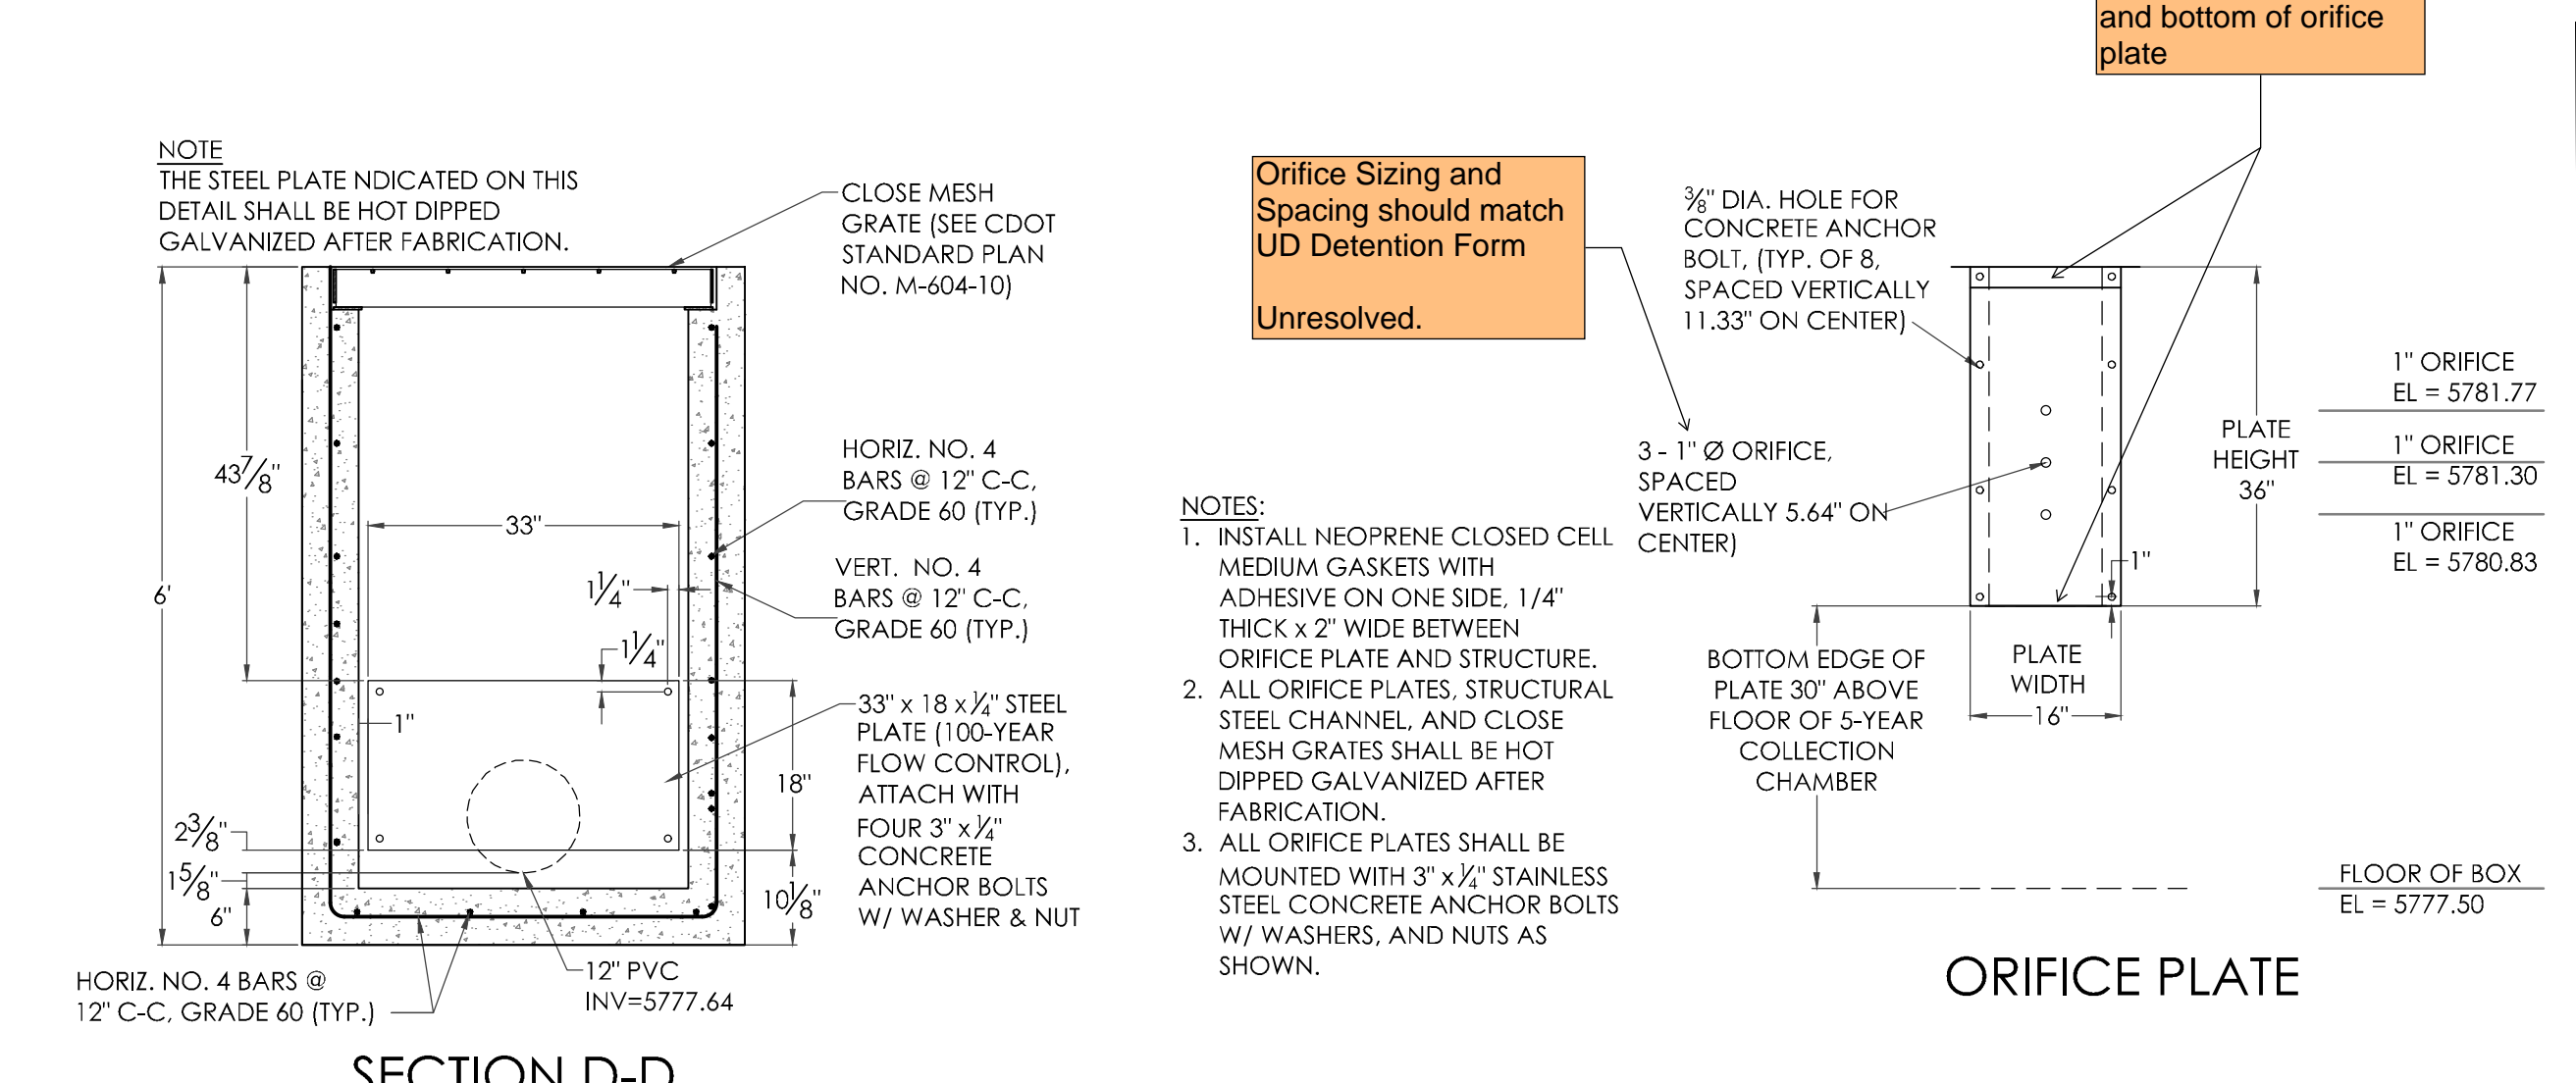 and bottom of orifice
plate
NOTE
THE STEEL PLATE NDICATED ON THIS
DETAIL SHALL BE HOT DIPPED
GALVANIZED AFTER FABRICATION.
CLOSE MESH
GRATE (SEE CDOT
STANDARD PLAN
NO. M-604-10)
6'
43⅞"
33"
HORIZ. NO. 4
BARS @ 12" C-C,
GRADE 60 (TYP.)
1¼"
VERT. NO. 4
BARS @ 12" C-C,
GRADE 60 (TYP.)
1¼"
1"
33" x 18 x ¼" STEEL
PLATE (100-YEAR
FLOW CONTROL),
ATTACH WITH
FOUR 3" x ¼"
CONCRETE
ANCHOR BOLTS
W/ WASHER & NUT
18"
2⅜"
1⅝"
6"
10⅛"
HORIZ. NO. 4 BARS @
12" C-C, GRADE 60 (TYP.)
12" PVC
INV=5777.64
SECTION D-D
Orifice Sizing and
Spacing should match
UD Detention Form
Unresolved.
NOTES:
1. INSTALL NEOPRENE CLOSED CELL
MEDIUM GASKETS WITH
ADHESIVE ON ONE SIDE, 1/4"
THICK x 2" WIDE BETWEEN
ORIFICE PLATE AND STRUCTURE.
2. ALL ORIFICE PLATES, STRUCTURAL
STEEL CHANNEL, AND CLOSE
MESH GRATES SHALL BE HOT
DIPPED GALVANIZED AFTER
FABRICATION.
3. ALL ORIFICE PLATES SHALL BE
MOUNTED WITH 3" x ¼" STAINLESS
STEEL CONCRETE ANCHOR BOLTS
W/ WASHERS, AND NUTS AS
SHOWN.
⅜" DIA. HOLE FOR
CONCRETE ANCHOR
BOLT, (TYP. OF 8,
SPACED VERTICALLY
11.33" ON CENTER)
3 - 1" Ø ORIFICE,
SPACED
VERTICALLY 5.64" ON
CENTER)
1" ORIFICE
EL = 5781.77
1" ORIFICE
EL = 5781.30
1" ORIFICE
EL = 5780.83
PLATE
HEIGHT
36"
1"
BOTTOM EDGE OF
PLATE 30" ABOVE
FLOOR OF 5-YEAR
COLLECTION
CHAMBER
PLATE
WIDTH
16"
FLOOR OF BOX
EL = 5777.50
ORIFICE PLATE